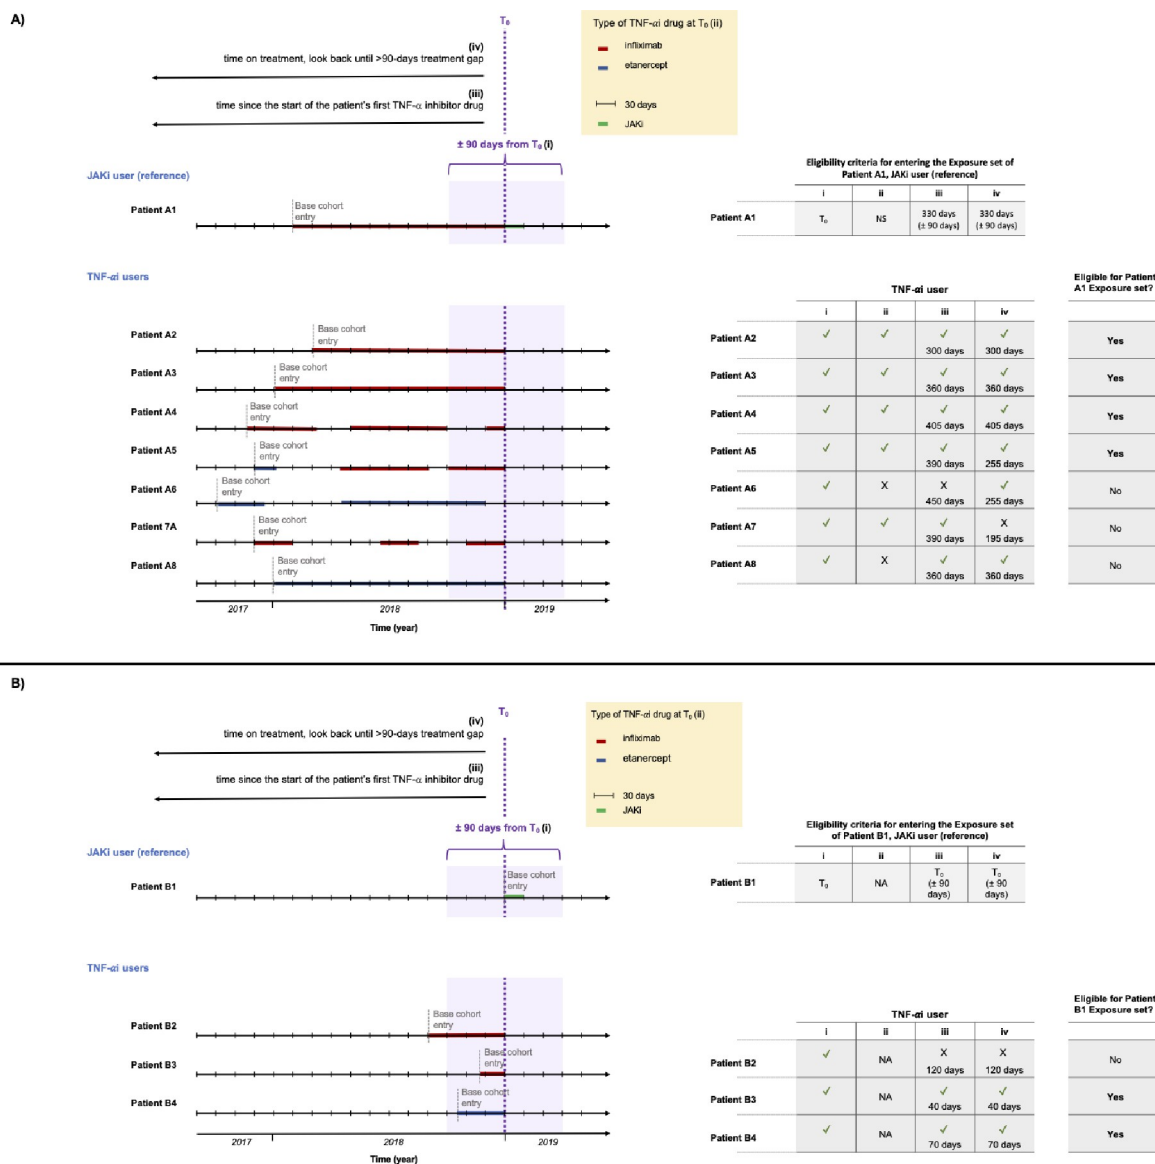 A)
T₀
Type of TNF-αi drug at T₀ (ii)
infliximab
etanercept
30 days
JAKi
(iv)
time on treatment, look back until >90-days treatment gap
(iii)
time since the start of the patient's first TNF-α inhibitor drug
± 90 days from T₀ (i)
JAKi user (reference)
Patient A1
Base cohort
entry
Eligibility criteria for entering the Exposure set of
Patient A1, JAKi user (reference)
i ii iii iv
Patient A1 T₀ NS 330 days (± 90 days) 330 days (± 90 days)
TNF-αi users
Patient A2
Base cohort
entry
Patient A3
Base cohort
entry
Patient A4
Base cohort
entry
Patient A5
Base cohort
entry
Patient A6
Base cohort
entry
Patient 7A
Base cohort
entry
Patient A8
Base cohort
entry
2017 2018 2019
Time (year)
TNF-αi user
Eligible for Patient
A1 Exposure set?
i ii iii iv
Patient A2 ✓ ✓ ✓ 300 days ✓ 300 days Yes
Patient A3 ✓ ✓ ✓ 360 days ✓ 360 days Yes
Patient A4 ✓ ✓ ✓ 405 days ✓ 405 days Yes
Patient A5 ✓ ✓ ✓ 390 days ✓ 255 days Yes
Patient A6 ✓ X X 450 days ✓ 255 days No
Patient A7 ✓ ✓ ✓ 390 days X 195 days No
Patient A8 ✓ X ✓ 360 days ✓ 360 days No
B)
T₀
Type of TNF-αi drug at T₀ (ii)
infliximab
etanercept
30 days
JAKi
(iv)
time on treatment, look back until >90-days treatment gap
(iii)
time since the start of the patient's first TNF-α inhibitor drug
± 90 days from T₀ (i)
JAKi user (reference)
Patient B1
Base cohort
entry
Eligibility criteria for entering the Exposure set
of Patient B1, JAKi user (reference)
i ii iii iv
Patient B1 T₀ NA T₀ (± 90 days) T₀ (± 90 days)
TNF-αi users
Patient B2
Base cohort
entry
Patient B3
Base cohort
entry
Patient B4
Base cohort
entry
2017 2018 2019
Time (year)
TNF-αi user
Eligible for Patient
B1 Exposure set?
i ii iii iv
Patient B2 ✓ NA X 120 days X 120 days No
Patient B3 ✓ NA ✓ 40 days ✓ 40 days Yes
Patient B4 ✓ NA ✓ 70 days ✓ 70 days Yes